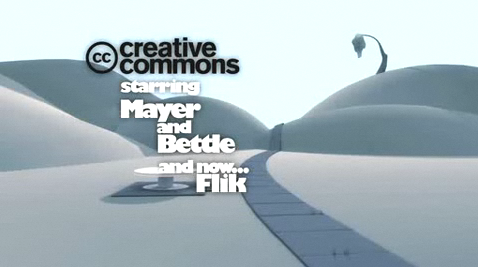 cc creative
commons
starring
Mayer
and
Bettle
and now...
Flik